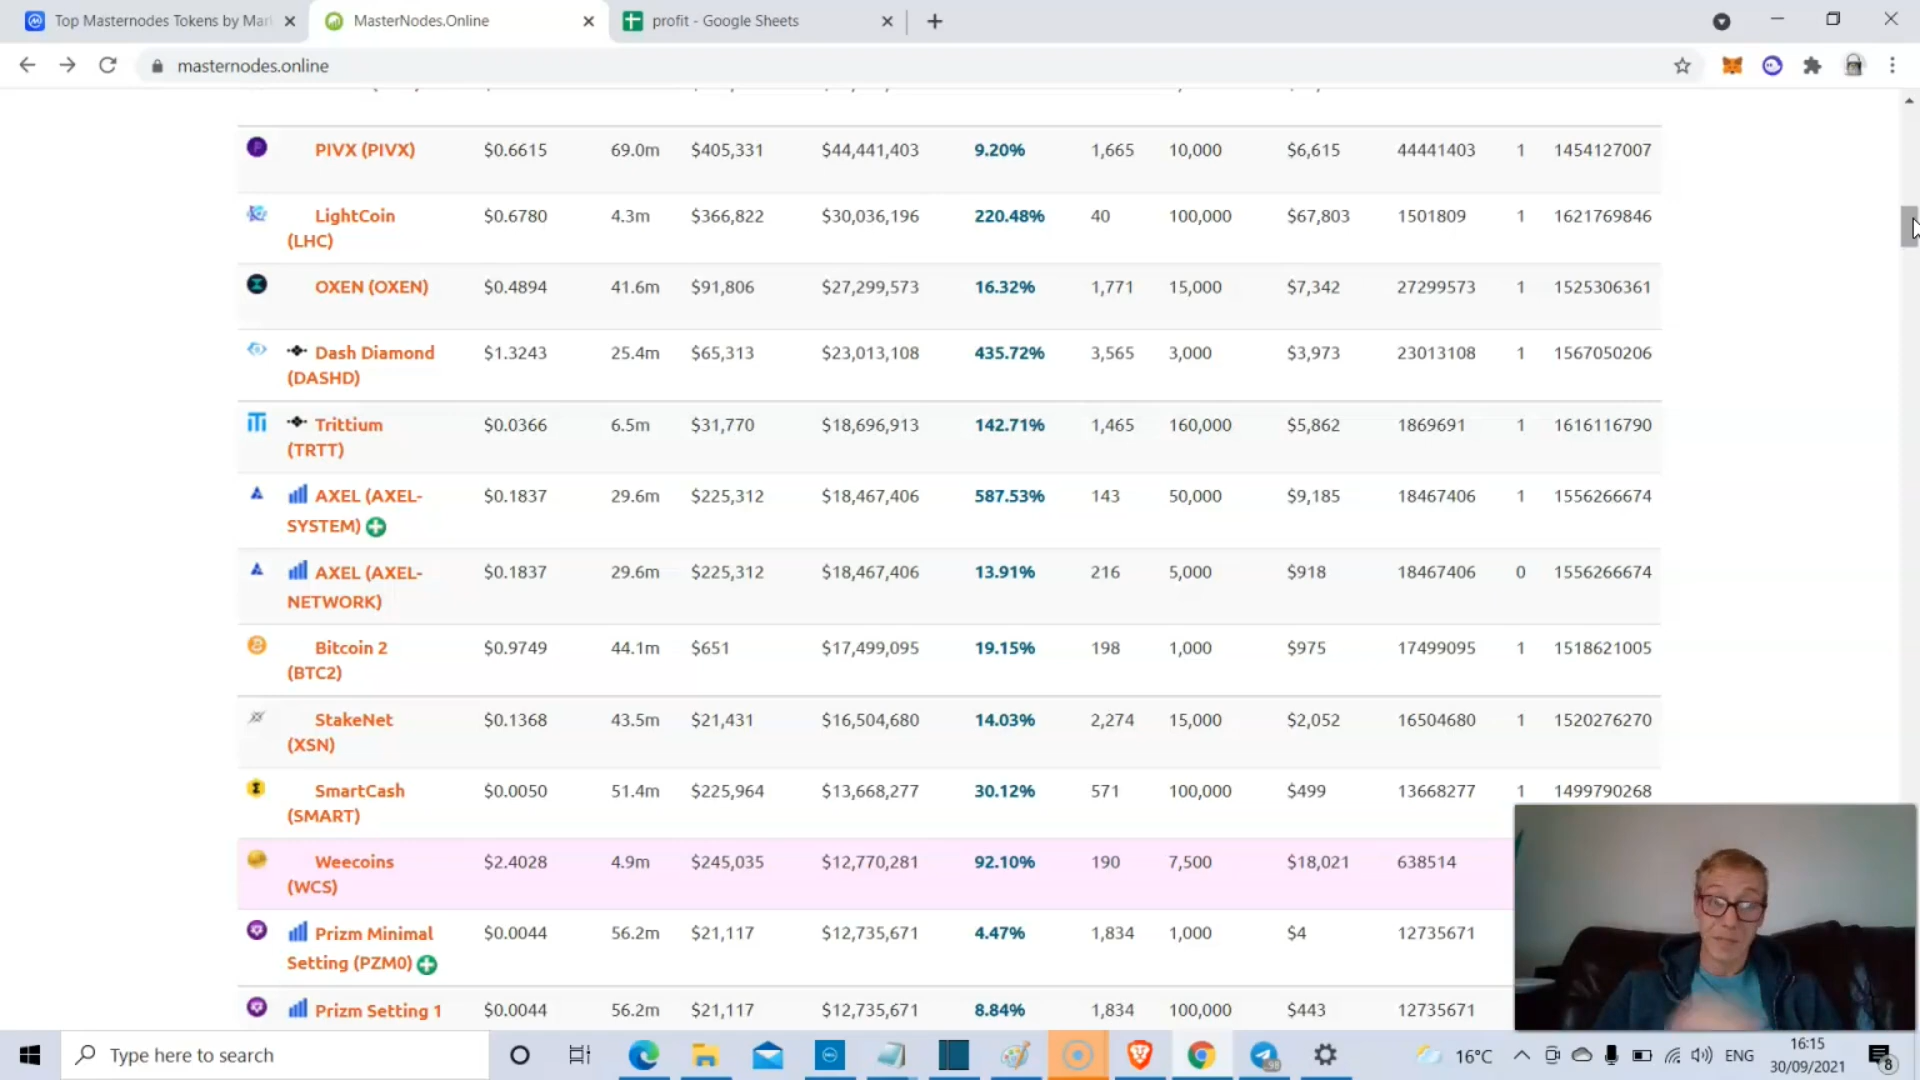 Top Masternodes Tokens by Mar
MasterNodes.Online
profit - Google Sheets
masternodes.online
PIVX (PIVX) $0.6615 69.0m $405,331 $44,441,403 9.20% 1,665 10,000 $6,615 44441403 1 1454127007
LightCoin $0.6780 4.3m $366,822 $30,036,196 220.48% 40 100,000 $67,803 1501809 1 1621769846
(LHC)
OXEN (OXEN) $0.4894 41.6m $91,806 $27,299,573 16.32% 1,771 15,000 $7,342 27299573 1 1525306361
Dash Diamond $1.3243 25.4m $65,313 $23,013,108 435.72% 3,565 3,000 $3,973 23013108 1 1567050206
(DASHD)
Trittium $0.0366 6.5m $31,770 $18,696,913 142.71% 1,465 160,000 $5,862 1869691 1 1616116790
(TRTT)
AXEL (AXEL- $0.1837 29.6m $225,312 $18,467,406 587.53% 143 50,000 $9,185 18467406 1 1556266674
SYSTEM)
AXEL (AXEL- $0.1837 29.6m $225,312 $18,467,406 13.91% 216 5,000 $918 18467406 0 1556266674
NETWORK)
Bitcoin 2 $0.9749 44.1m $651 $17,499,095 19.15% 198 1,000 $975 17499095 1 1518621005
(BTC2)
StakeNet $0.1368 43.5m $21,431 $16,504,680 14.03% 2,274 15,000 $2,052 16504680 1 1520276270
(XSN)
SmartCash $0.0050 51.4m $225,964 $13,668,277 30.12% 571 100,000 $499 13668277 1 1499790268
(SMART)
Weecoins $2.4028 4.9m $245,035 $12,770,281 92.10% 190 7,500 $18,021 638514
(WCS)
Prizm Minimal $0.0044 56.2m $21,117 $12,735,671 4.47% 1,834 1,000 $4 12735671
Setting (PZM0)
Prizm Setting 1 $0.0044 56.2m $21,117 $12,735,671 8.84% 1,834 100,000 $443 12735671
Type here to search
16°C
ENG
16:15
30/09/2021
8